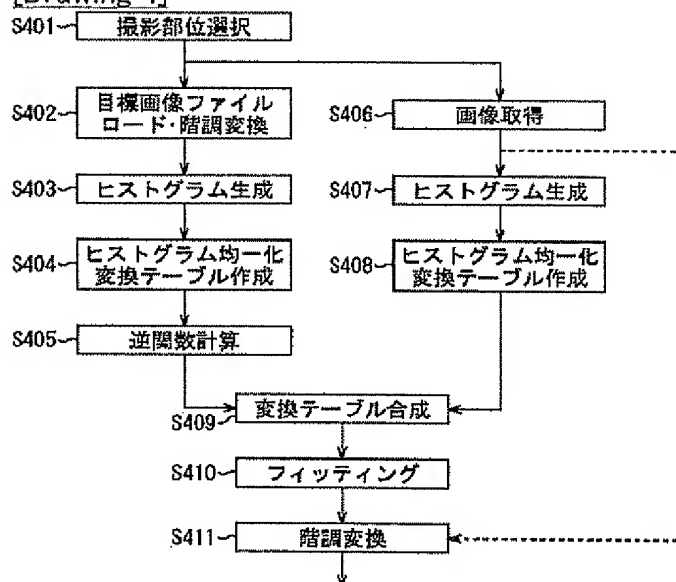 [Drawing 4]
S401 撮影部位選択
S402 目標画像ファイル
ロード・階調変換
S406 画像取得
S403 ヒストグラム生成
S407 ヒストグラム生成
S404 ヒストグラム均一化
変換テーブル作成
S408 ヒストグラム均一化
変換テーブル作成
S405 逆関数計算
S409 変換テーブル合成
S410 フィッティング
S411 階調変換